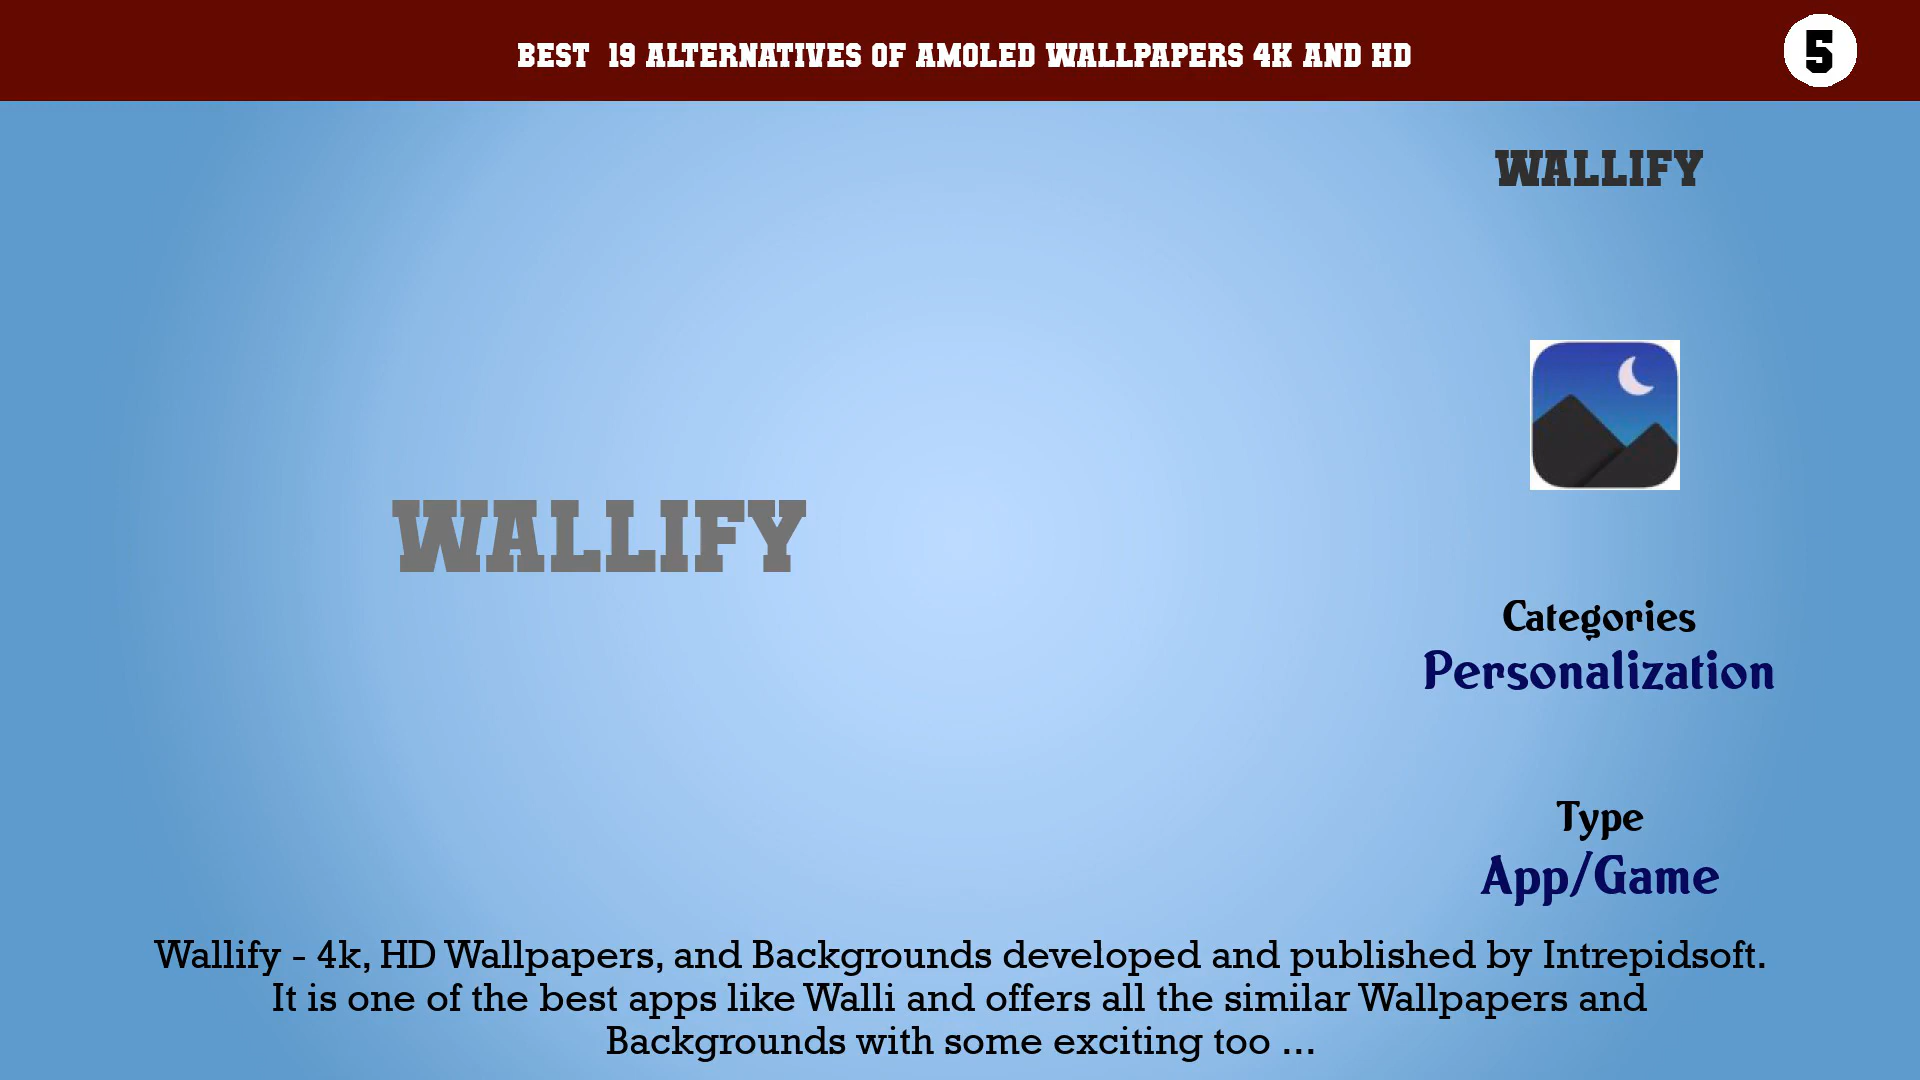 BEST 19 ALTERNATIVES OF AMOLED WALLPAPERS 4K AND HD
5
WALLIFY
WALLIFY
Categories
Personalization
Type
App/Game
Wallify - 4k, HD Wallpapers, and Backgrounds developed and published by Intrepidsoft.
It is one of the best apps like Walli and offers all the similar Wallpapers and
Backgrounds with some exciting too ...